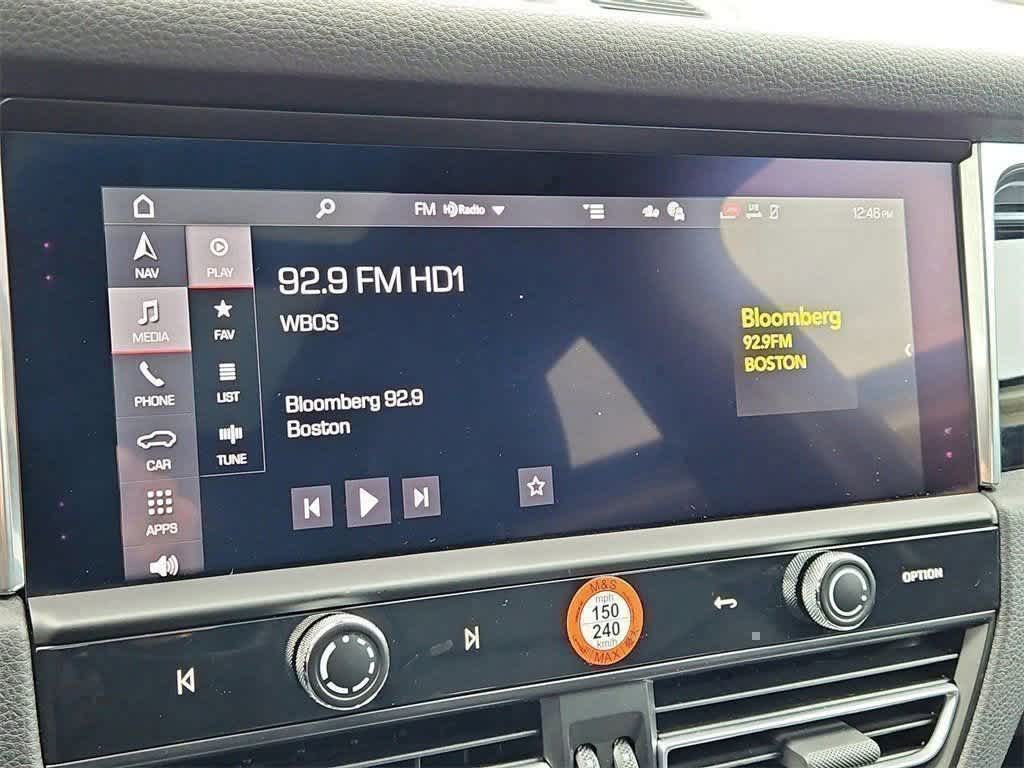 FM HD Radio
12:46 PM
NAV
MEDIA
PHONE
CAR
APPS
PLAY
FAV
LIST
TUNE
92.9 FM HD1
WBOS
Bloomberg 92.9
Boston
Bloomberg
92.9FM
BOSTON
OPTION
M&S
mph
150
240
km/h
MAX